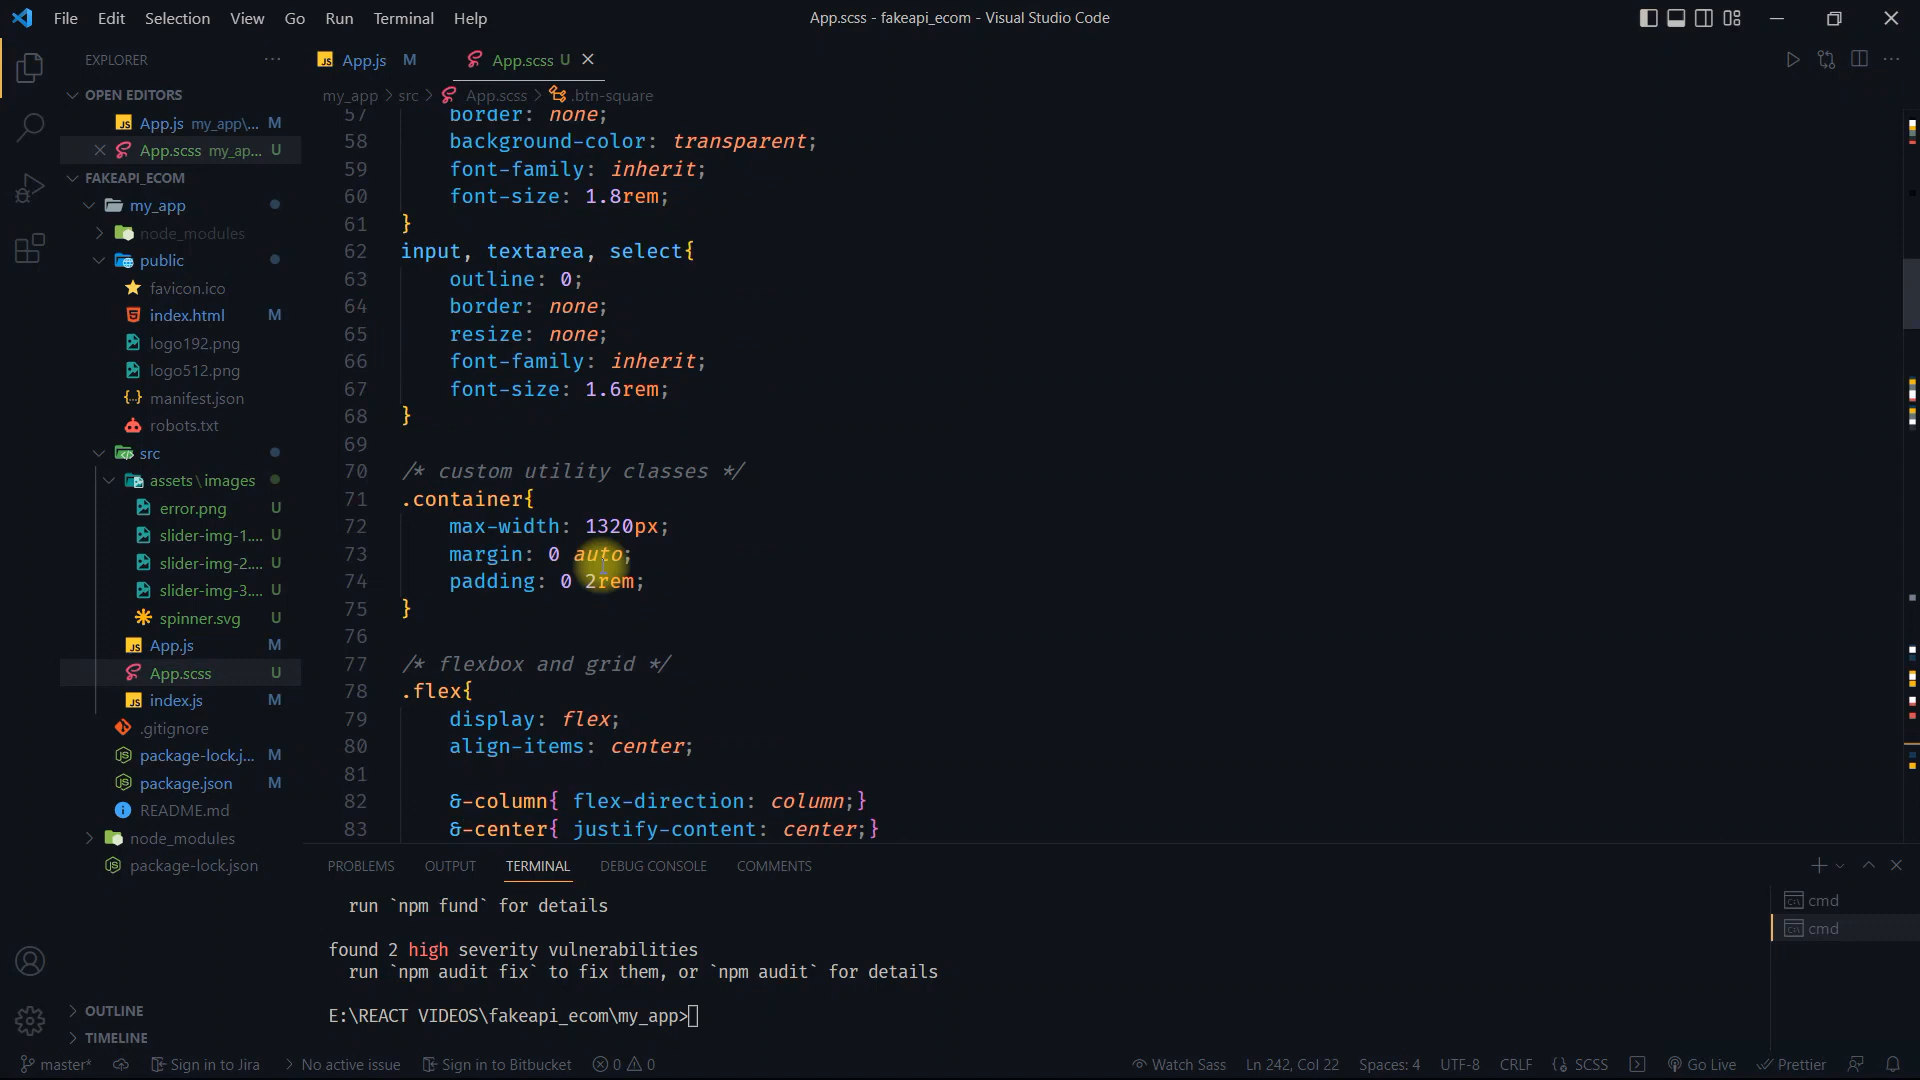 File Edit Selection View Go Run Terminal Help
App.scss - fakeapi_ecom - Visual Studio Code
EXPLORER
OPEN EDITORS
App.js my_app\... M
App.scss my_ap... U
FAKEAPI_ECOM
my_app
node_modules
public
favicon.ico
index.html M
logo192.png
logo512.png
manifest.json
robots.txt
src
assets\images
error.png U
slider-img-1.... U
slider-img-2.... U
slider-img-3.... U
spinner.svg U
App.js M
App.scss U
index.js M
.gitignore
package-lock.j... M
package.json M
README.md
node_modules
package-lock.json
OUTLINE
TIMELINE
App.js M
App.scss U
my_app > src > App.scss > .btn-square
57 border: none;
58 background-color: transparent;
59 font-family: inherit;
60 font-size: 1.8rem;
61 }
62 input, textarea, select{
63 outline: 0;
64 border: none;
65 resize: none;
66 font-family: inherit;
67 font-size: 1.6rem;
68 }
69
70 /* custom utility classes */
71 .container{
72 max-width: 1320px;
73 margin: 0 auto;
74 padding: 0 2rem;
75 }
76
77 /* flexbox and grid */
78 .flex{
79 display: flex;
80 align-items: center;
81
82 &-column{ flex-direction: column;}
83 &-center{ justify-content: center;}
PROBLEMS OUTPUT TERMINAL DEBUG CONSOLE COMMENTS
run `npm fund` for details
found 2 high severity vulnerabilities
run `npm audit fix` to fix them, or `npm audit` for details
E:\REACT VIDEOS\fakeapi_ecom\my_app>
cmd
cmd
master* Sign in to Jira No active issue Sign in to Bitbucket 0 0 Watch Sass Ln 242, Col 22 Spaces: 4 UTF-8 CRLF SCSS Go Live Prettier